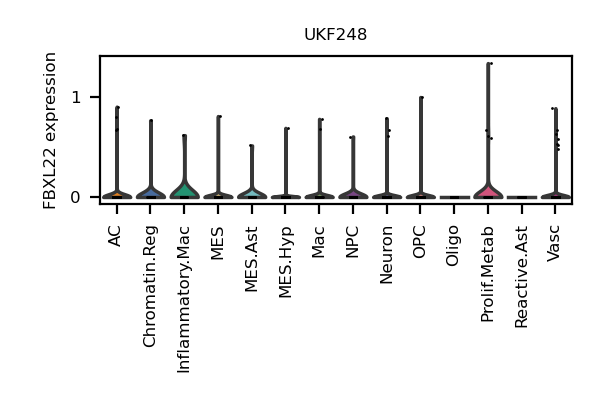 UKF248
FBXL22 expression
1
0
AC
Chromatin.Reg
Inflammatory.Mac
MES
MES.Ast
MES.Hyp
Mac
NPC
Neuron
OPC
Oligo
Prolif.Metab
Reactive.Ast
Vasc